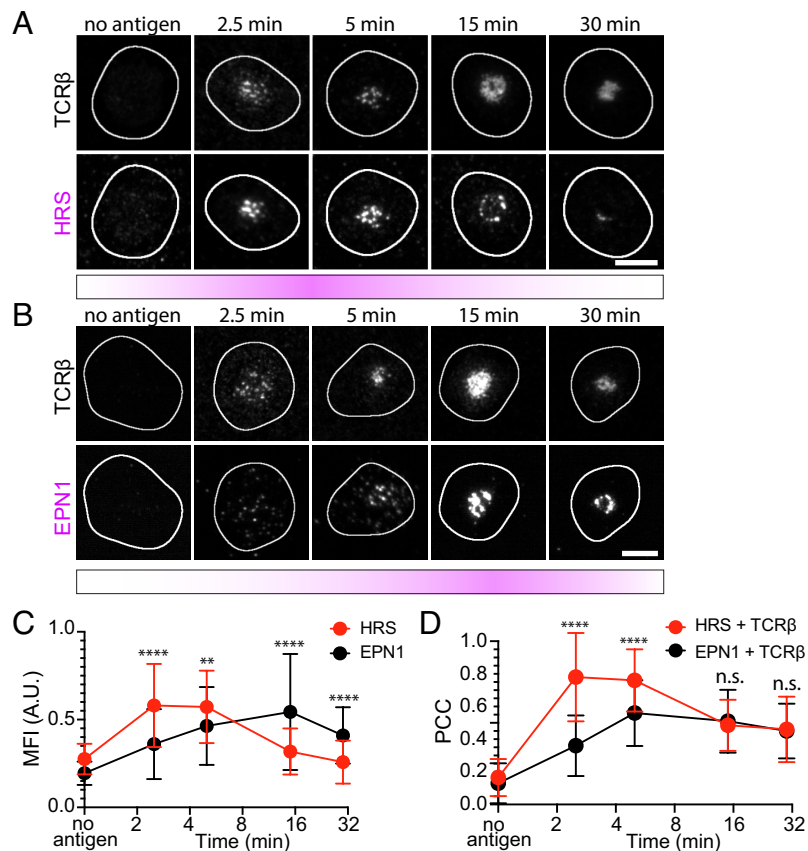 A
no antigen 2.5 min 5 min 15 min 30 min
TCRβ
HRS
B
no antigen 2.5 min 5 min 15 min 30 min
TCRβ
EPN1
C
HRS
EPN1
**** ** **** ****
MFI (A.U.)
1.0
0.5
0.0
no antigen 2 4 8 16 32
Time (min)
D
HRS + TCRβ
EPN1 + TCRβ
**** **** n.s. n.s.
PCC
1.0
0.8
0.6
0.4
0.2
0.0
no antigen 2 4 8 16 32
Time (min)